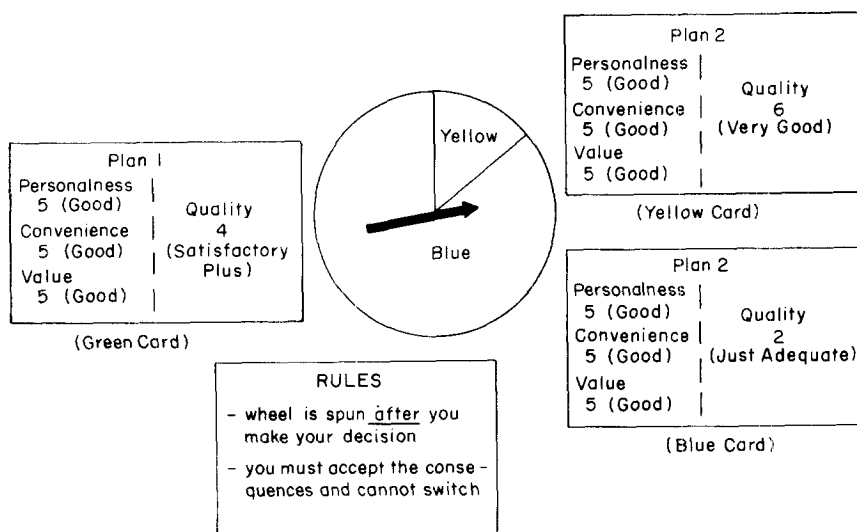 Plan 1
Personalness
5 (Good)
Convenience
5 (Good)
Value
5 (Good)
Quality
4
(Satisfactory
Plus)
(Green Card)
Yellow
Blue
Plan 2
Personalness
5 (Good)
Convenience
5 (Good)
Value
5 (Good)
Quality
6
(Very Good)
(Yellow Card)
Plan 2
Personalness
5 (Good)
Convenience
5 (Good)
Value
5 (Good)
Quality
2
(Just Adequate)
(Blue Card)
RULES
- wheel is spun after you
make your decision
- you must accept the conse-
quences and cannot switch